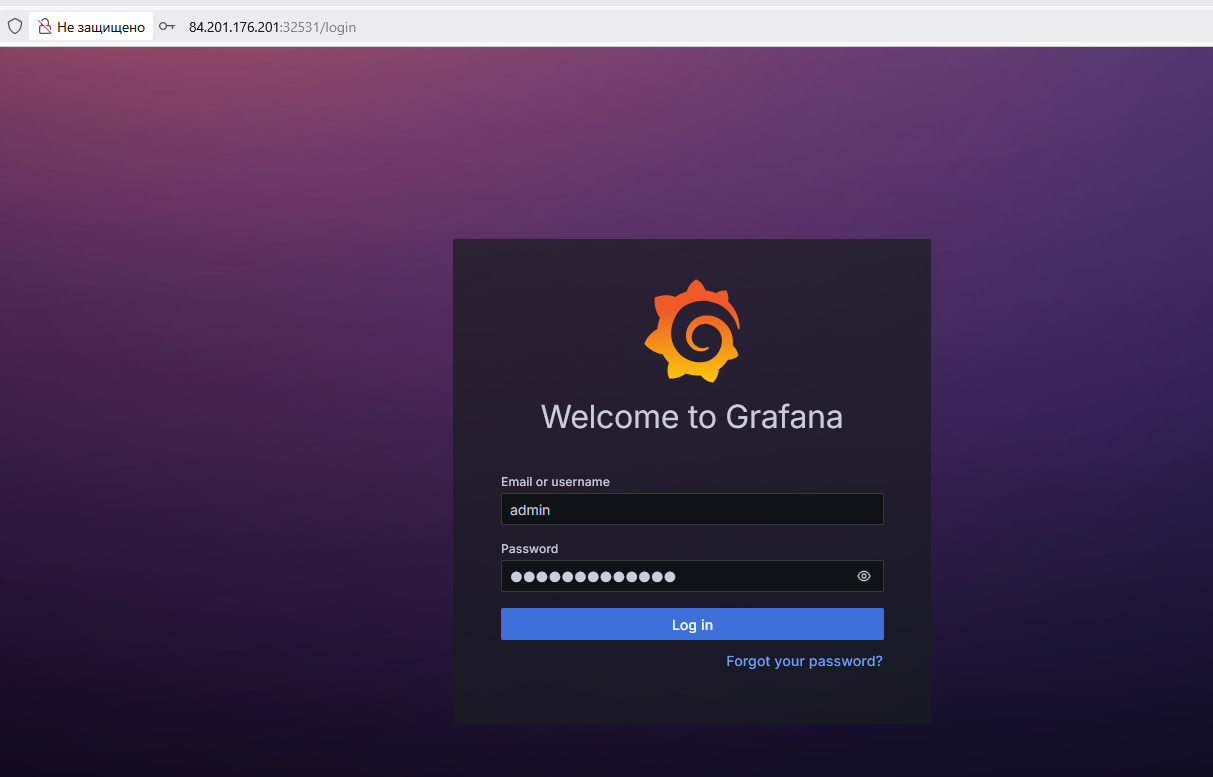 Не защищено 84.201.176.201:32531/login
Welcome to Grafana
Email or username
admin
Password
●●●●●●●●●●●●●
Log in
Forgot your password?